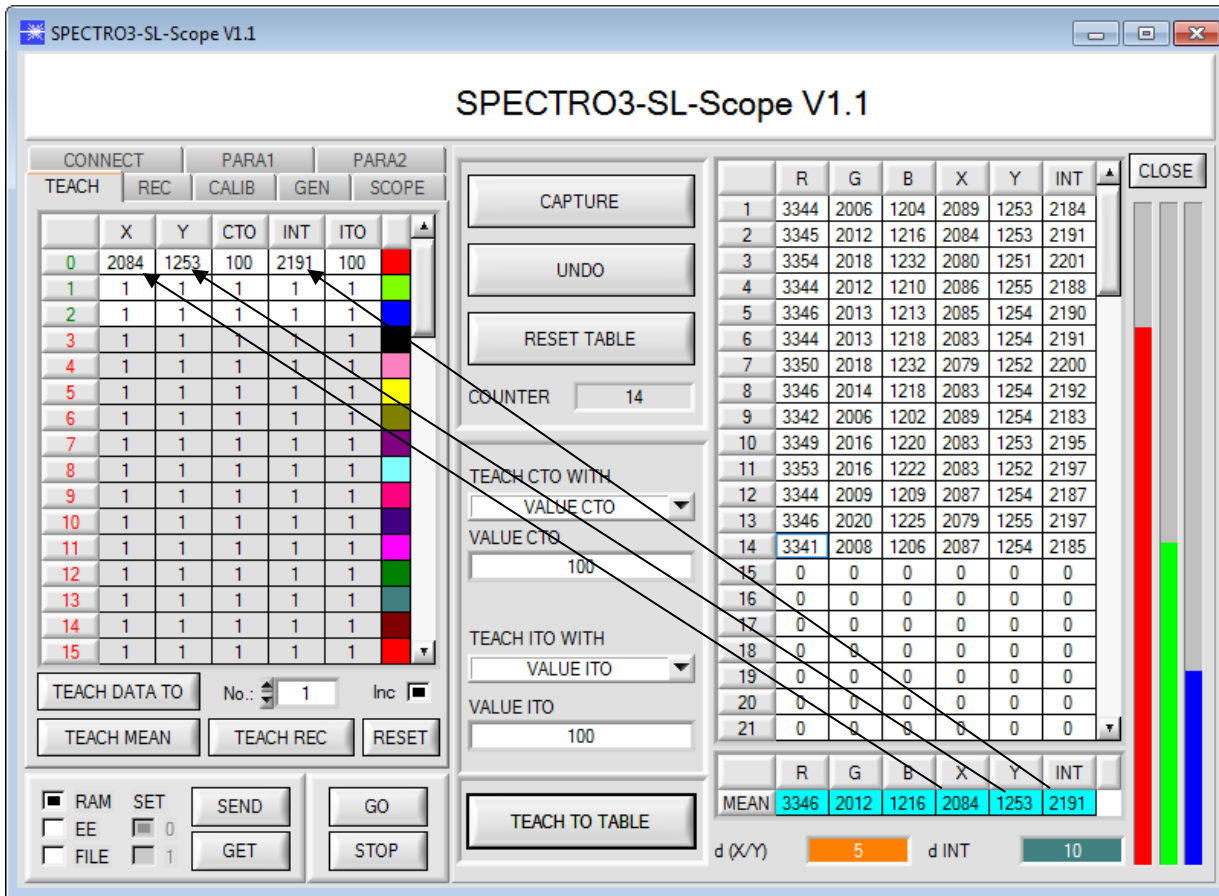 SPECTRO3-SL-Scope V1.1
SPECTRO3-SL-Scope V1.1
CONNECT PARA1 PARA2
TEACH REC CALIB GEN SCOPE
X Y CTO INT ITO
0 2084 1253 100 2191 100
1 1 1 1 1 1
2 1 1 1 1 1
3 1 1 1 1 1
4 1 1 1 1 1
5 1 1 1 1 1
6 1 1 1 1 1
7 1 1 1 1 1
8 1 1 1 1 1
9 1 1 1 1 1
10 1 1 1 1 1
11 1 1 1 1 1
12 1 1 1 1 1
13 1 1 1 1 1
14 1 1 1 1 1
15 1 1 1 1 1
TEACH DATA TO No.: 1 Inc
TEACH MEAN TEACH REC RESET
RAM SET SEND GO
EE 0
FILE 1 GET STOP
CAPTURE
UNDO
RESET TABLE
COUNTER 14
TEACH CTO WITH
VALUE CTO
VALUE CTO
100
TEACH ITO WITH
VALUE ITO
VALUE ITO
100
TEACH TO TABLE
R G B X Y INT
1 3344 2006 1204 2089 1253 2184
2 3345 2012 1216 2084 1253 2191
3 3354 2018 1232 2080 1251 2201
4 3344 2012 1210 2086 1255 2188
5 3346 2013 1213 2085 1254 2190
6 3344 2013 1218 2083 1254 2191
7 3350 2018 1232 2079 1252 2200
8 3346 2014 1218 2083 1254 2192
9 3342 2006 1202 2089 1254 2183
10 3349 2016 1220 2083 1253 2195
11 3353 2016 1222 2083 1252 2197
12 3344 2009 1209 2087 1254 2187
13 3346 2020 1225 2079 1255 2197
14 3341 2008 1206 2087 1254 2185
15 0 0 0 0 0 0
16 0 0 0 0 0 0
17 0 0 0 0 0 0
18 0 0 0 0 0 0
19 0 0 0 0 0 0
20 0 0 0 0 0 0
21 0 0 0 0 0 0
R G B X Y INT
MEAN 3346 2012 1216 2084 1253 2191
d (X/Y) 5 d INT 10
CLOSE